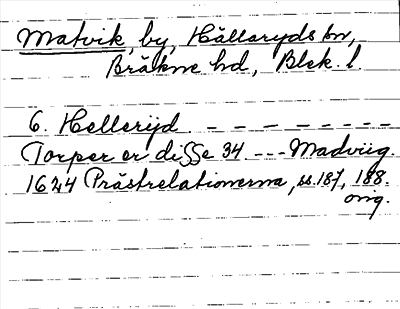 Matvik, by, Hällaryds sn,
Bräkne hd, Blek. l.
6. Hellerijd - - - - - - - - -
Torper er disse 34 --- Madviig.
1624 Prästrelationerna, ss. 187, 188.
orig.